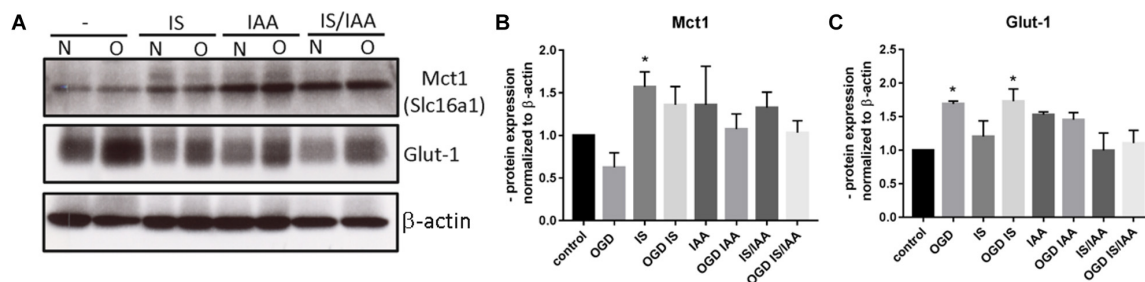 A
- IS IAA IS/IAA
N O N O N O N O
Mct1
(Slc16a1)
Glut-1
β-actin
B
Mct1
- protein expression
normalized to β-actin
2.0
1.5
1.0
0.5
0.0
*
control
OGD
IS
OGD IS
IAA
OGD IAA
IS/IAA
OGD IS/IAA
C
Glut-1
- protein expression
normalized to β-actin
2.5
2.0
1.5
1.0
0.5
0.0
*
*
control
OGD
IS
OGD IS
IAA
OGD IAA
IS/IAA
OGD IS/IAA